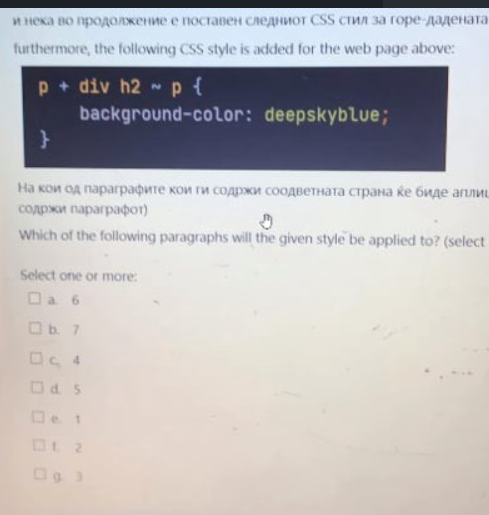 и нека во продолжение е поставен следниот CSS стил за горе-дадената
furthermore, the following CSS style is added for the web page above:
p + div h2 ~ p {
background-color: deepskyblue;
}
На кои од параграфите кои ги содржи соодветната страна ќе биде
содржи параграфот)
Which of the following paragraphs will the given style be applied to? (select
Select one or more:
a. 6
b. 7
c. 4
d. 5
e. 1
f. 2
g. 3